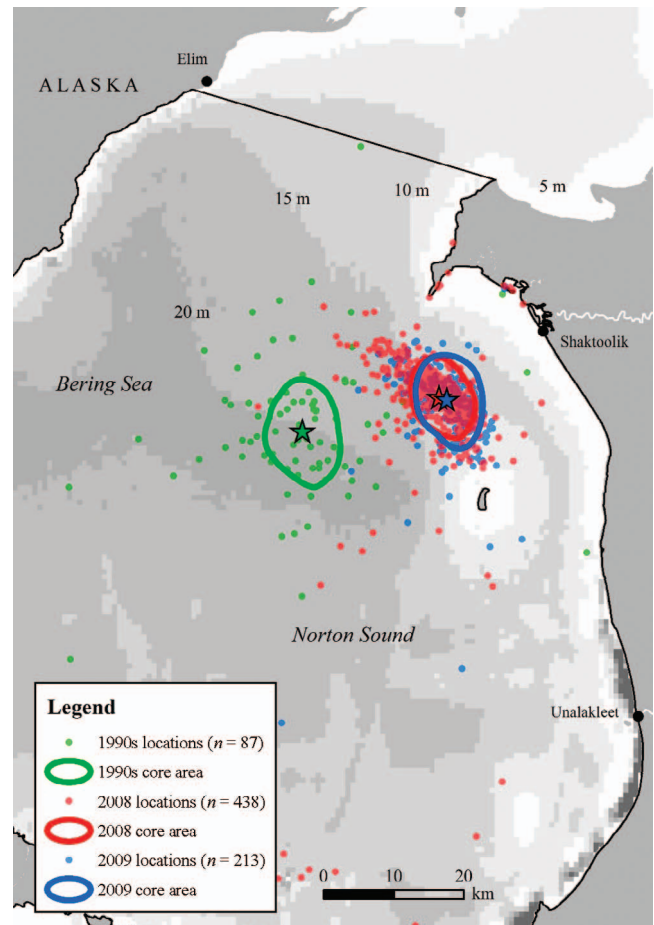 Elim
ALASKA
15 m
10 m
5 m
20 m
Shaktoolik
Bering Sea
Norton Sound
Unalakleet
Legend
1990s locations (n = 87)
1990s core area
2008 locations (n = 438)
2008 core area
2009 locations (n = 213)
2009 core area
0 10 20
km